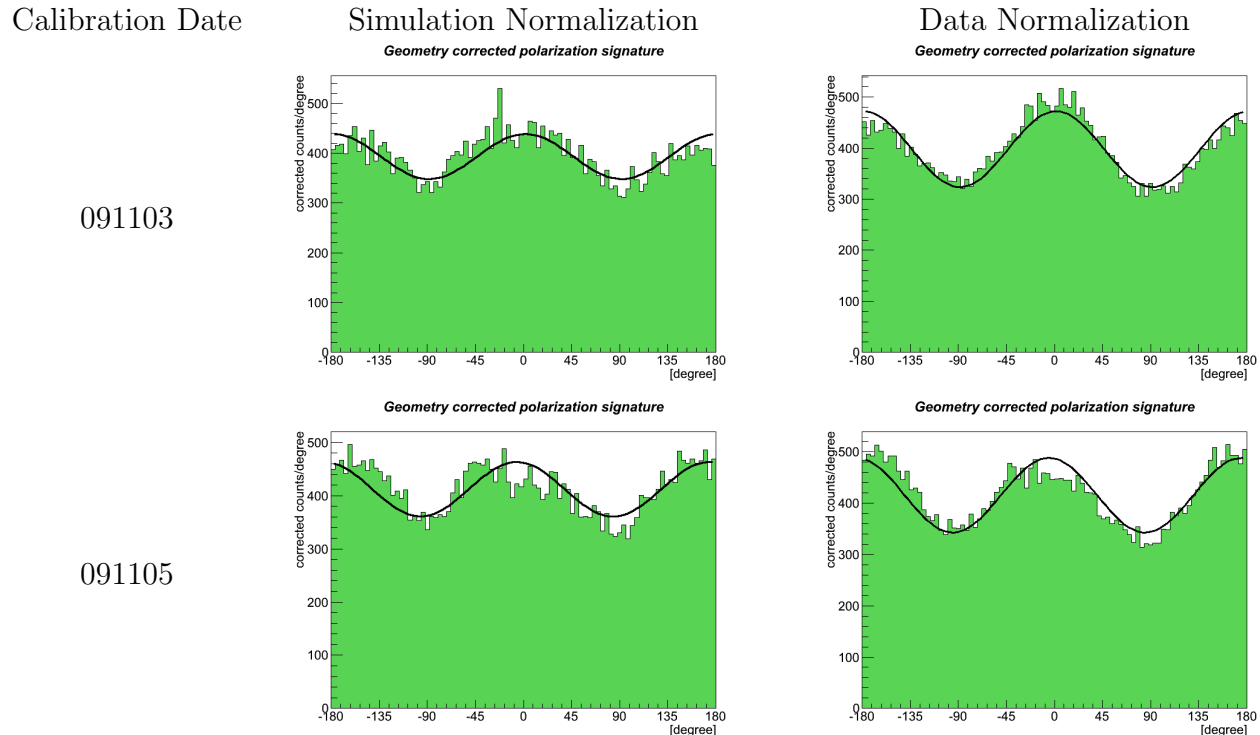 Calibration Date Simulation Normalization Data Normalization
Geometry corrected polarization signature Geometry corrected polarization signature
091103
corrected counts/degree
500
400
300
200
100
0
-180 -135 -90 -45 0 45 90 135 180
[degree]
corrected counts/degree
500
400
300
200
100
0
-180 -135 -90 -45 0 45 90 135 180
[degree]
Geometry corrected polarization signature Geometry corrected polarization signature
091105
corrected counts/degree
500
400
300
200
100
0
-180 -135 -90 -45 0 45 90 135 180
[degree]
corrected counts/degree
500
400
300
200
100
0
-180 -135 -90 -45 0 45 90 135 180
[degree]